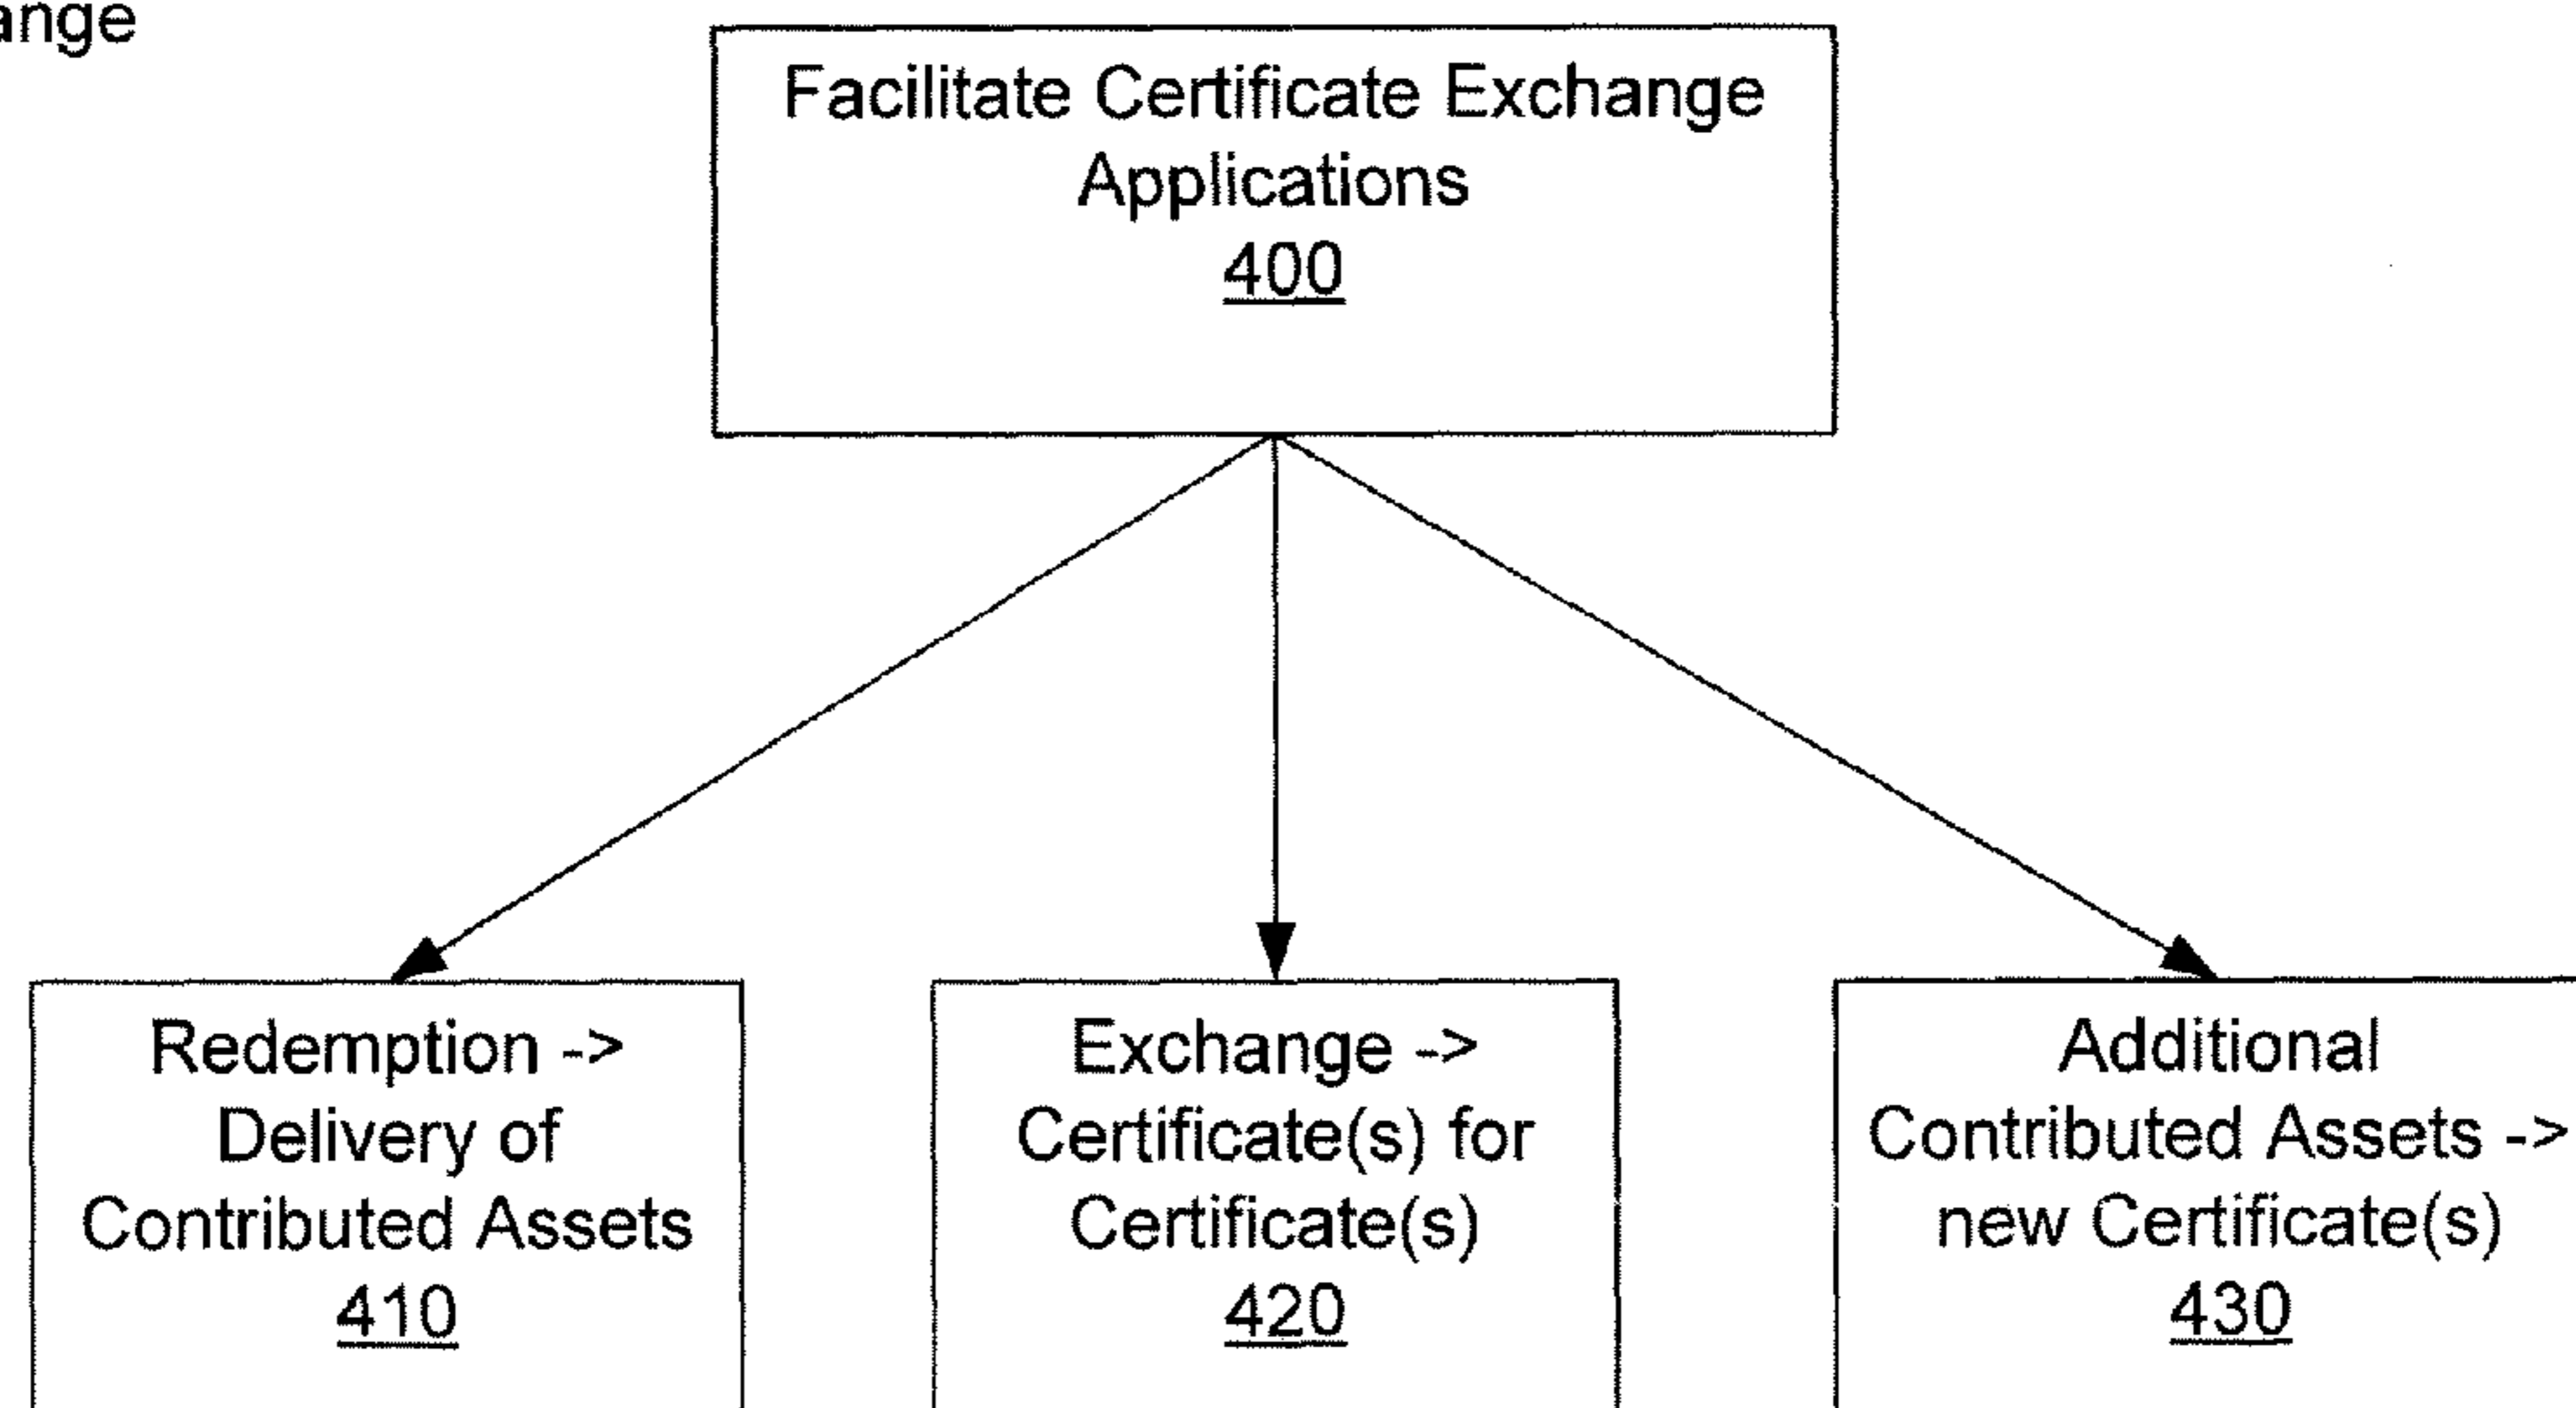 ange
Facilitate Certificate Exchange
Applications
400
Redemption ->
Delivery of
Contributed Assets
410
Exchange ->
Certificate(s) for
Certificate(s)
420
Additional
Contributed Assets ->
new Certificate(s)
430